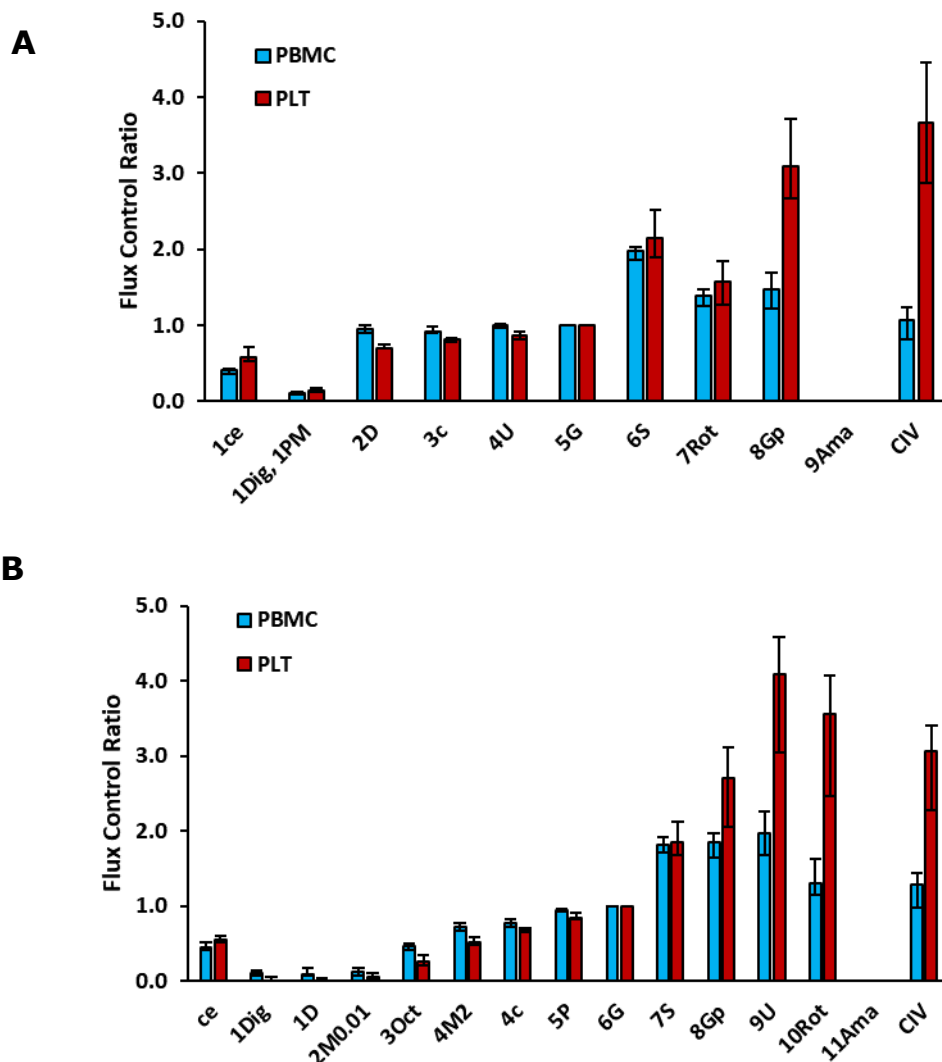 A
Flux Control Ratio
5.0
4.0
3.0
2.0
1.0
0.0
PBMC
PLT
1ce
1Dig, 1PM
2D
3c
4U
5G
6S
7Rot
8Gp
9Ama
CIV
B
Flux Control Ratio
5.0
4.0
3.0
2.0
1.0
0.0
PBMC
PLT
ce
1Dig
1D
2M0.01
3Oct
4M2
4c
5P
6G
7S
8Gp
9U
10Rot
11Ama
CIV